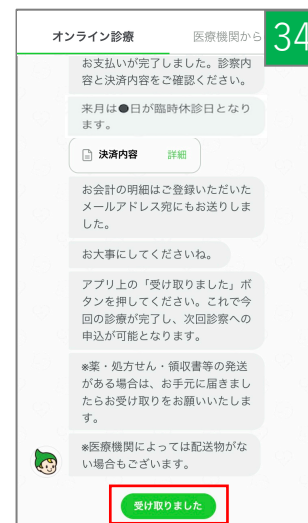 オンライン診療 医療機関から
34
お支払いが完了しました。診察内
容と決済内容をご確認ください。
来月は●日が臨時休診日となり
ます。
決済内容 詳細
お会計の明細はご登録いただいた
メールアドレス宛にもお送りしま
した。
お大事にしてくださいね。
アプリ上の「受け取りました」ボ
タンを押してください。これで今
回の診療が完了し、次回診察への
申込が可能となります。
※薬・処方せん・領収書等の発送
がある場合は、お手元に届きまし
たらお受け取りをお願いいたしま
す。
※医療機関によっては配送物がな
い場合もございます。
受け取りました